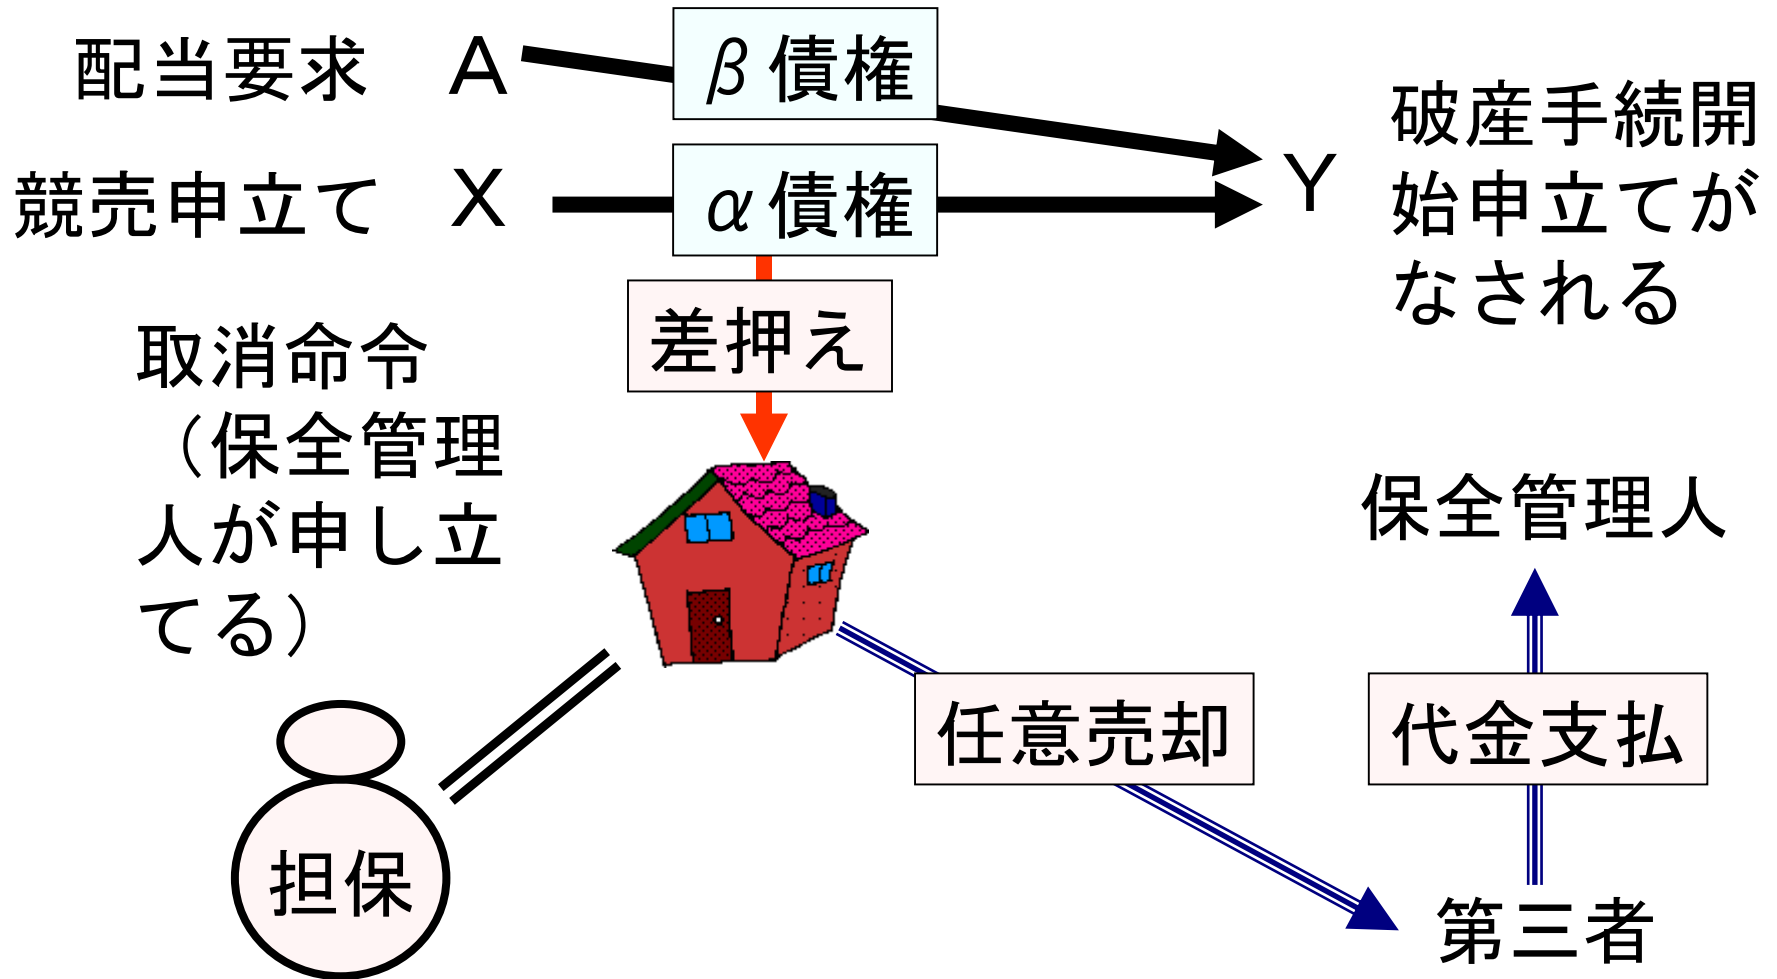 配当要求 A
β債権
競売申立て X
α債権
Y
破産手続開
始申立てが
なされる
差押え
取消命令
（保全管理
人が申し立
てる）
保全管理人
任意売却
代金支払
担保
第三者